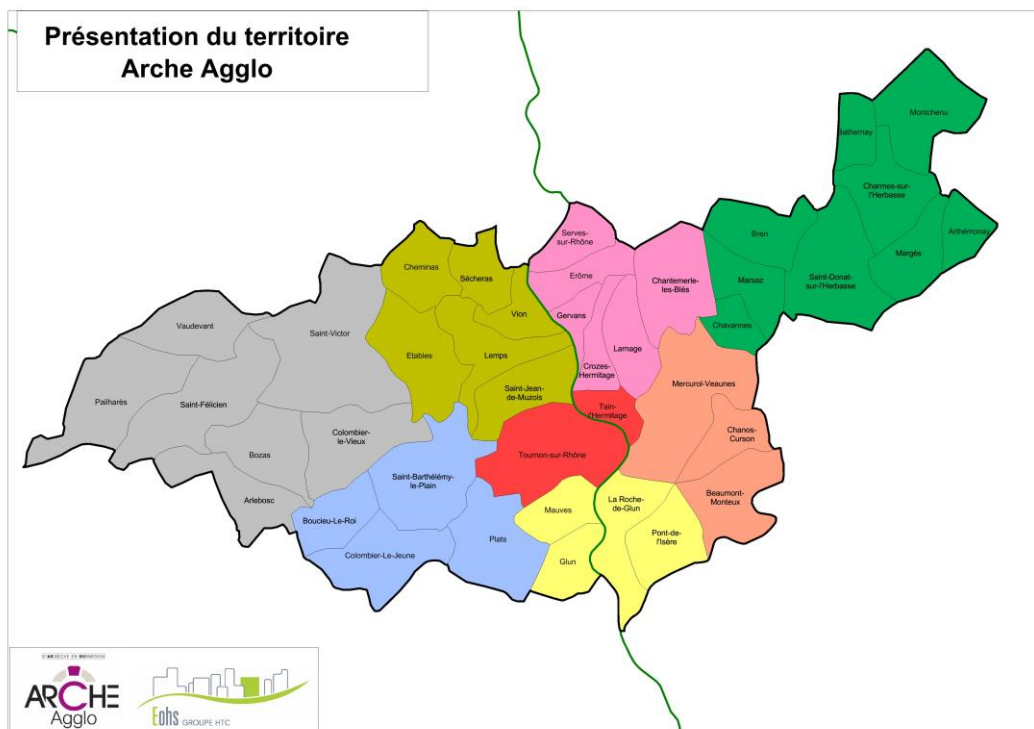 Présentation du territoire
Arche Agglo
Montchenu
Bathernay
Charmes-sur-
l'Herbasse
Arthémonay
Margès
Bren
Marsaz
Saint-Donat-
sur-l'Herbasse
Chavannes
Serves-
sur-Rhône
Erôme
Chantemerle-
les-Blés
Gervans
Larnage
Crozes-
Hermitage
Cheminas
Sécheras
Vion
Etables
Lemps
Saint-Jean-
de-Muzols
Vaudevant
Saint-Victor
Pailharès
Saint-Félicien
Colombier-
le-Vieux
Bozas
Arlebosc
Mercurol-Veaunes
Tain-
l'Hermitage
Chanos-
Curson
Tournon-sur-Rhône
Beaumont-
Monteux
Saint-Barthélémy-
le-Plain
Boucieu-Le-Roi
Colombier-Le-Jeune
Plats
Mauves
Glun
La Roche-
de-Glun
Pont-de-
l'Isère
D'ARDÈCHE EN HERMITAGE
ARCHE
Agglo
Eohs GROUPE HTC